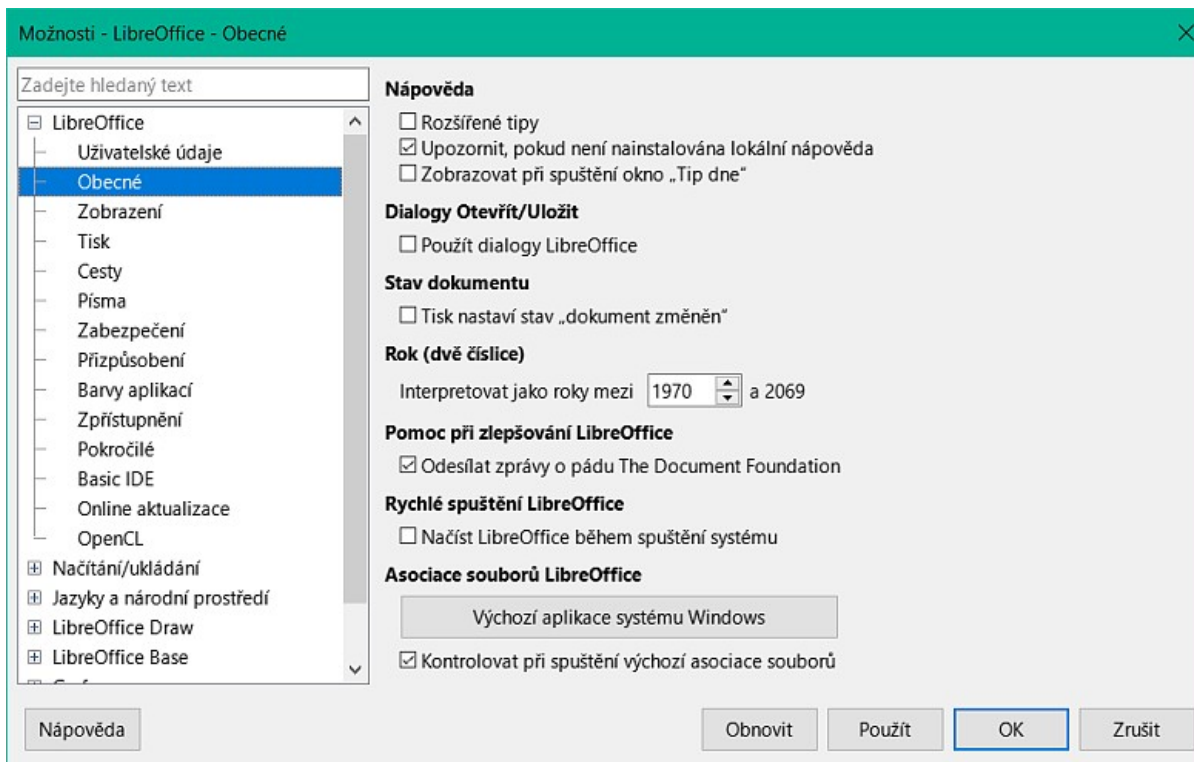 Možnosti - LibreOffice - Obecné
Zadejte hledaný text
LibreOffice
Uživatelské údaje
Obecné
Zobrazení
Tisk
Cesty
Písma
Zabezpečení
Přizpůsobení
Barvy aplikací
Zpřístupnění
Pokročilé
Basic IDE
Online aktualizace
OpenCL
Načítání/ukládání
Jazyky a národní prostředí
LibreOffice Draw
LibreOffice Base
Nápověda
Rozšířené tipy
Upozornit, pokud není nainstalována lokální nápověda
Zobrazovat při spuštění okno „Tip dne“
Dialogy Otevřít/Uložit
Použít dialogy LibreOffice
Stav dokumentu
Tisk nastaví stav „dokument změněn“
Rok (dvě číslice)
Interpretovat jako roky mezi 1970 a 2069
Pomoc při zlepšování LibreOffice
Odesílat zprávy o pádu The Document Foundation
Rychlé spuštění LibreOffice
Načíst LibreOffice během spuštění systému
Asociace souborů LibreOffice
Výchozí aplikace systému Windows
Kontrolovat při spuštění výchozí asociace souborů
Nápověda
Obnovit
Použít
OK
Zrušit